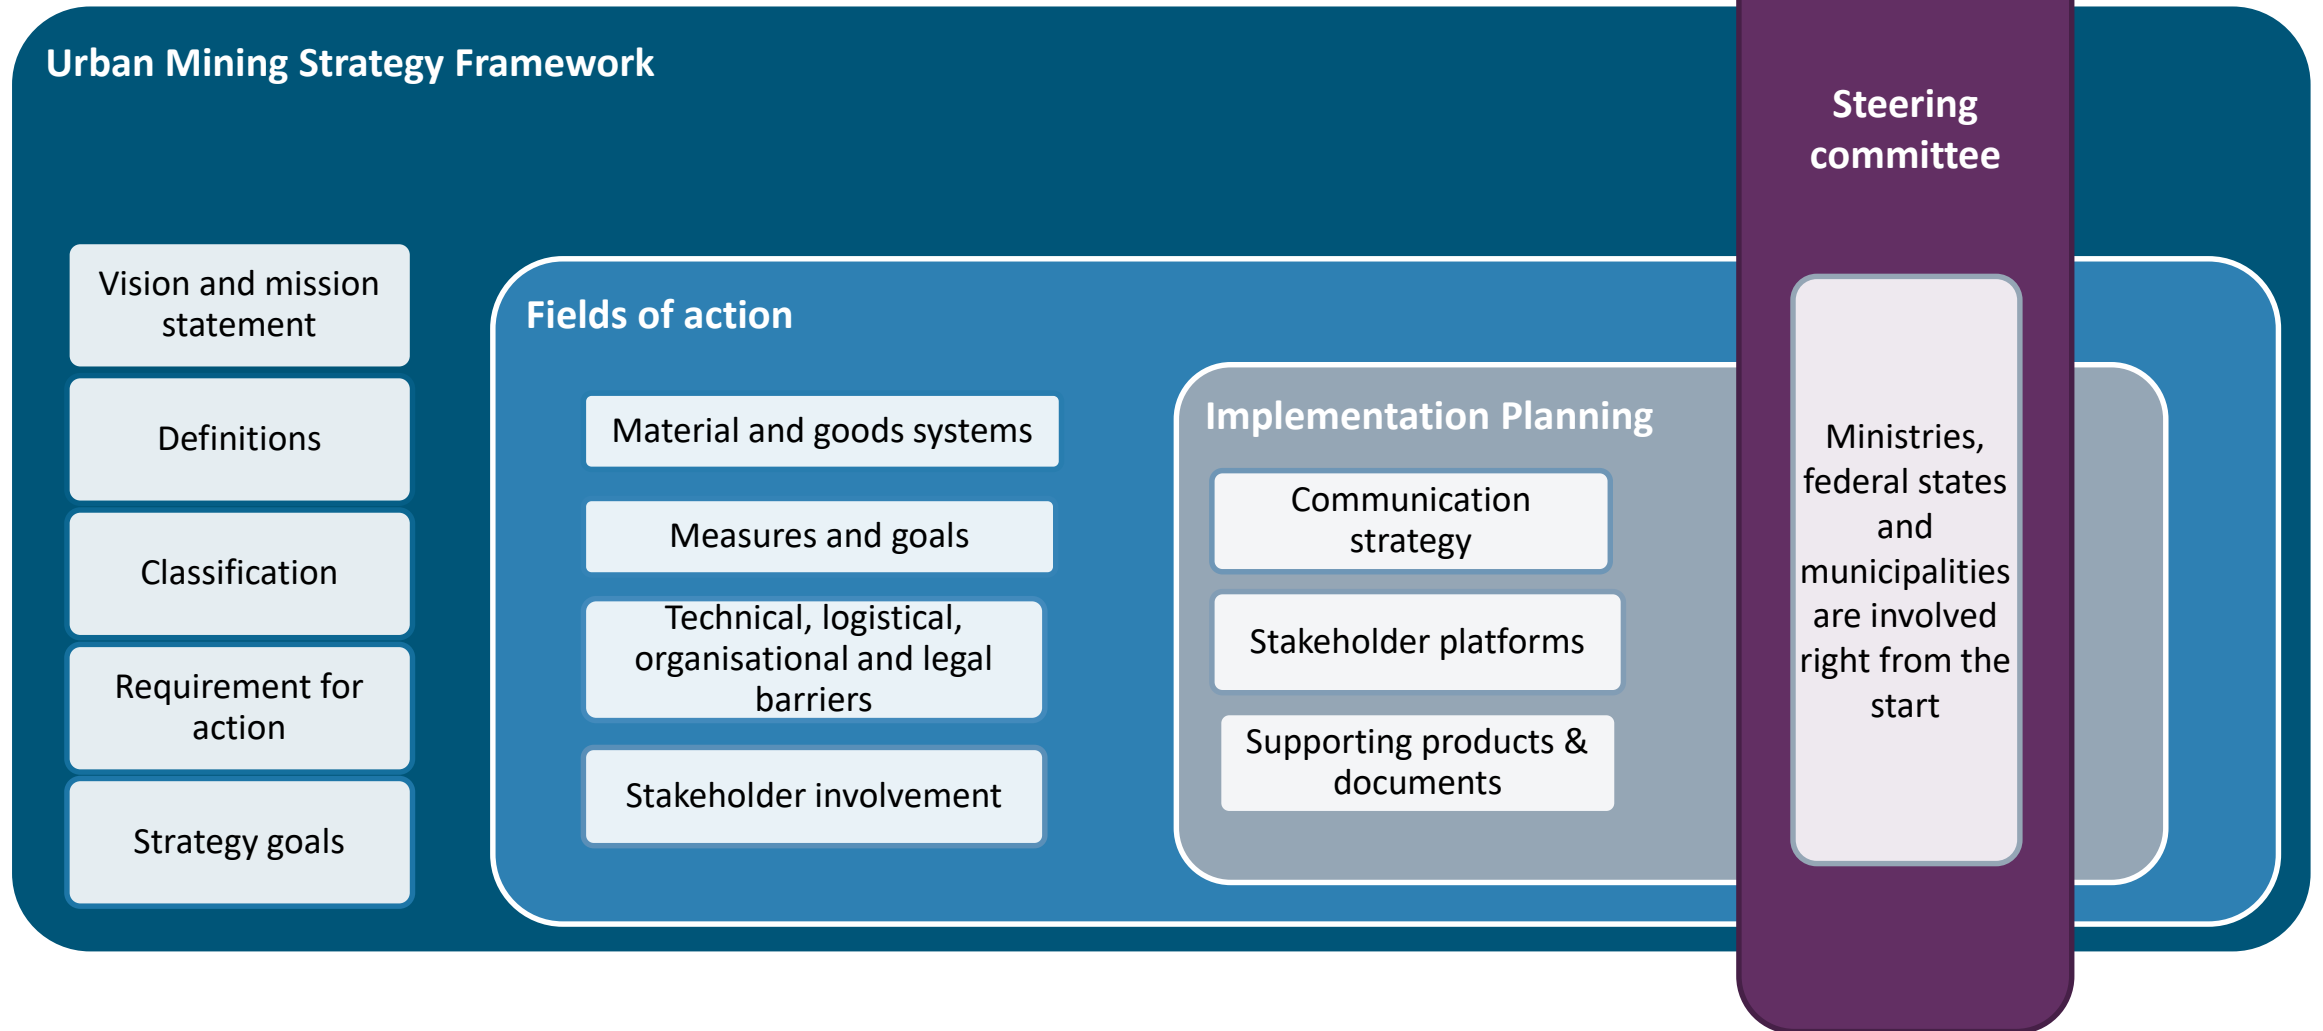 Urban Mining Strategy Framework
Vision and mission
statement
Definitions
Classification
Requirement for
action
Strategy goals
Fields of action
Material and goods systems
Measures and goals
Technical, logistical,
organisational and legal
barriers
Stakeholder involvement
Implementation Planning
Communication
strategy
Stakeholder platforms
Supporting products &
documents
Steering
committee
Ministries,
federal states
and
municipalities
are involved
right from the
start